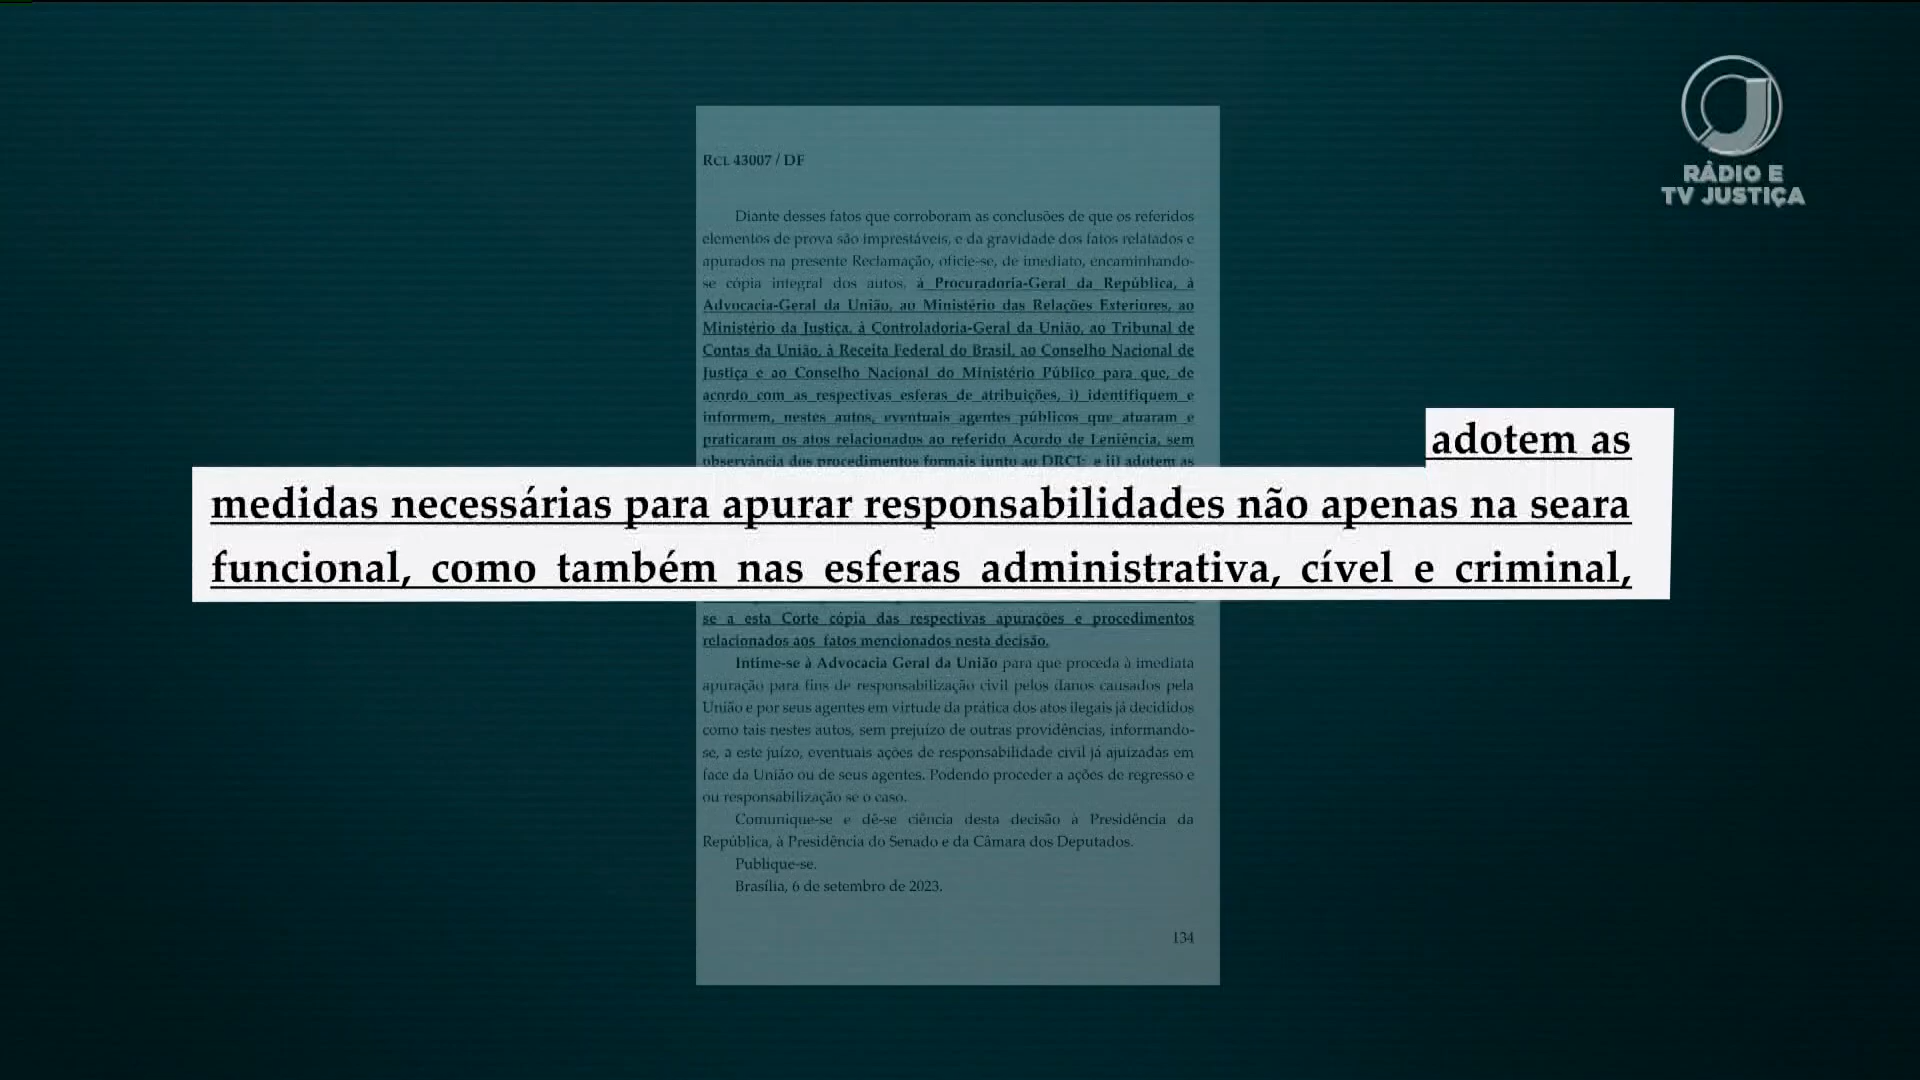 RÁDIO E
TV JUSTIÇA
RCL 43007 / DF
Diante desses fatos que corroboram as conclusões de que os referidos
elementos de prova são imprestáveis, e da gravidade dos fatos relatados e
apurados na presente Reclamação, oficie-se, de imediato, encaminhando-
se cópia integral dos autos, à Procuradoria-Geral da República, à
Advocacia-Geral da União, ao Ministério das Relações Exteriores, ao
Ministério da Justiça, à Controladoria-Geral da União, ao Tribunal de
Contas da União, à Receita Federal do Brasil, ao Conselho Nacional de
Justiça e ao Conselho Nacional do Ministério Público para que, de
acordo com as respectivas esferas de atribuições, i) identifiquem e
informem, nestes autos, eventuais agentes públicos que atuaram e
praticaram os atos relacionados ao referido Acordo de Leniência, sem
observância dos procedimentos formais junto ao DRCI; e ii) adotem as
adotem as
medidas necessárias para apurar responsabilidades não apenas na seara
funcional, como também nas esferas administrativa, cível e criminal,
se a esta Corte cópia das respectivas apurações e procedimentos
relacionados aos fatos mencionados nesta decisão.
Intime-se à Advocacia Geral da União para que proceda à imediata
apuração para fins de responsabilização civil pelos danos causados pela
União e por seus agentes em virtude da prática dos atos ilegais já decididos
como tais nestes autos, sem prejuízo de outras providências, informando-
se, a este juízo, eventuais ações de responsabilidade civil já ajuizadas em
face da União ou de seus agentes. Podendo proceder a ações de regresso e
ou responsabilização se o caso.
Comunique-se e dê-se ciência desta decisão à Presidência da
República, à Presidência do Senado e da Câmara dos Deputados.
Publique-se.
Brasília, 6 de setembro de 2023.
134